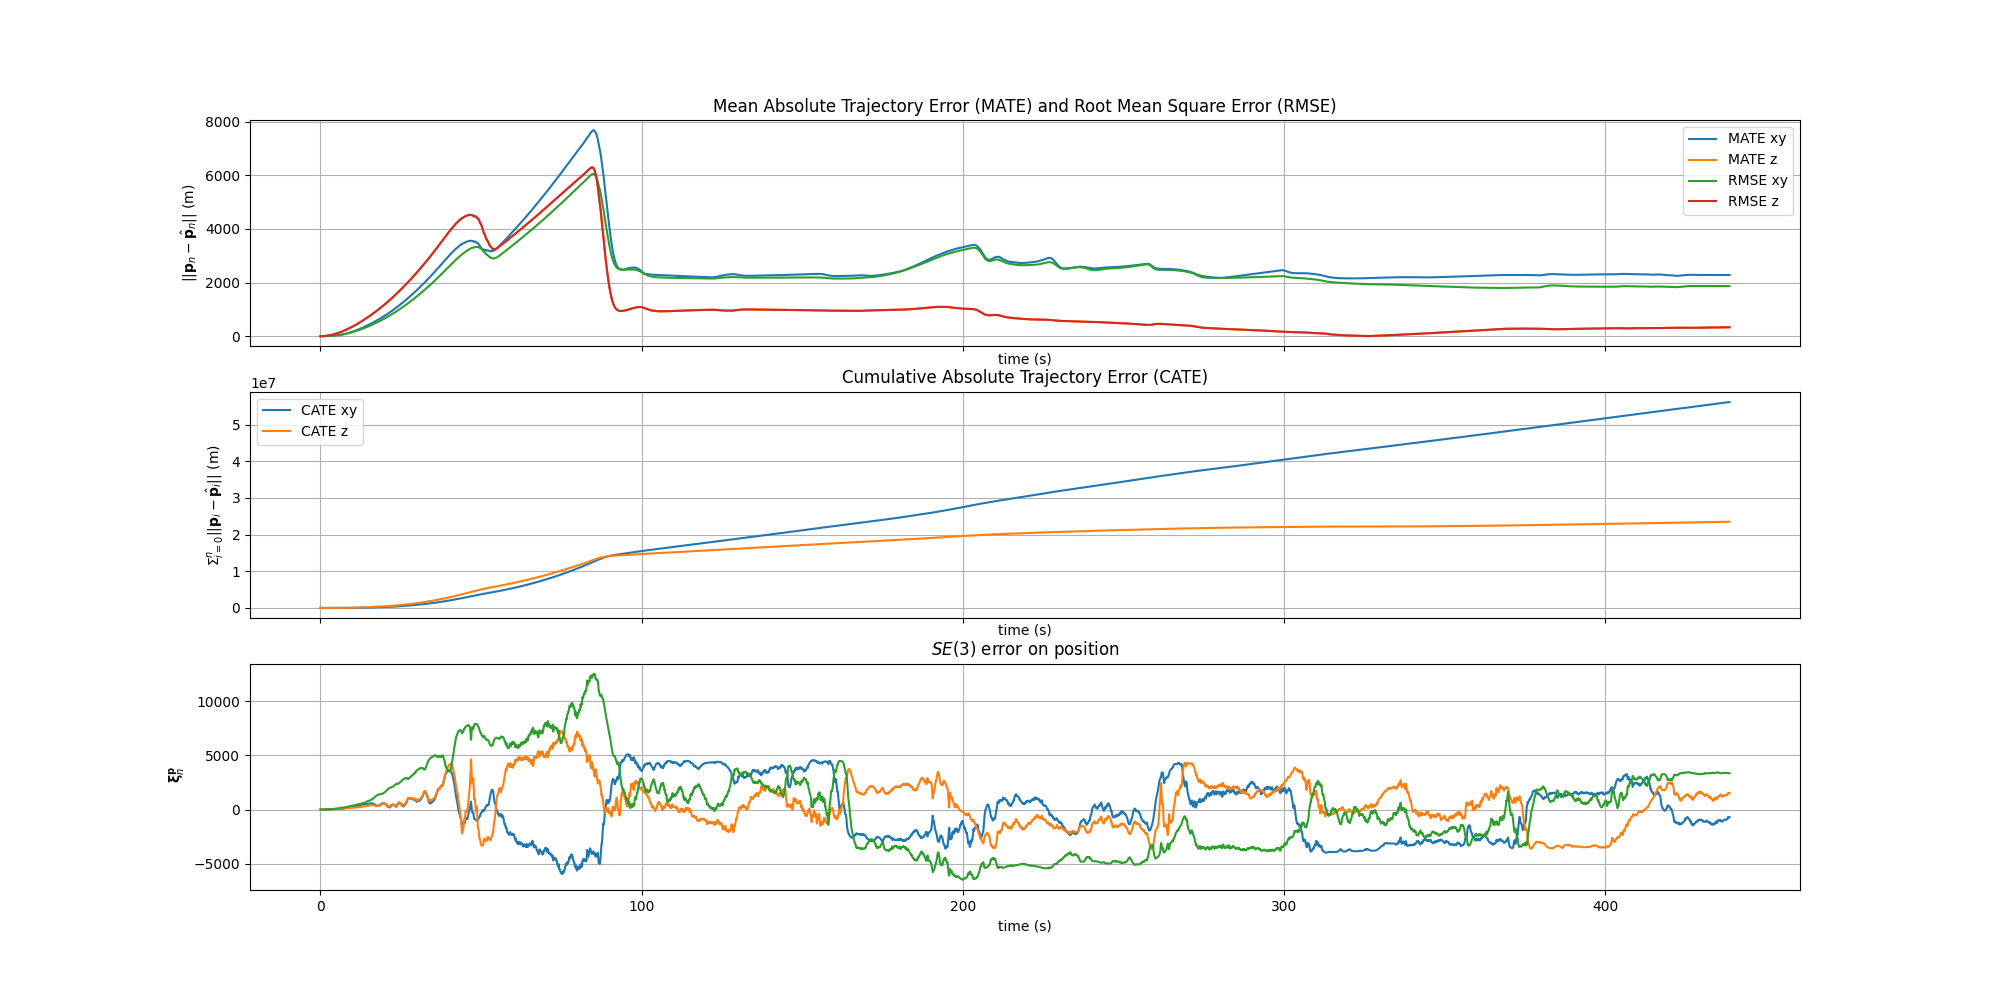 Mean Absolute Trajectory Error (MATE) and Root Mean Square Error (RMSE)
8000
6000
4000
2000
0
||𝐩ₙ − 𝐩̂ₙ|| (m)
MATE xy
MATE z
RMSE xy
RMSE z
time (s)
Cumulative Absolute Trajectory Error (CATE)
1e7
5
4
3
2
1
0
Σⁿᵢ₌₀||𝐩ᵢ − 𝐩̂ᵢ|| (m)
CATE xy
CATE z
time (s)
SE(3) error on position
10000
5000
0
−5000
𝛏ₙ𝐩
0 100 200 300 400
time (s)